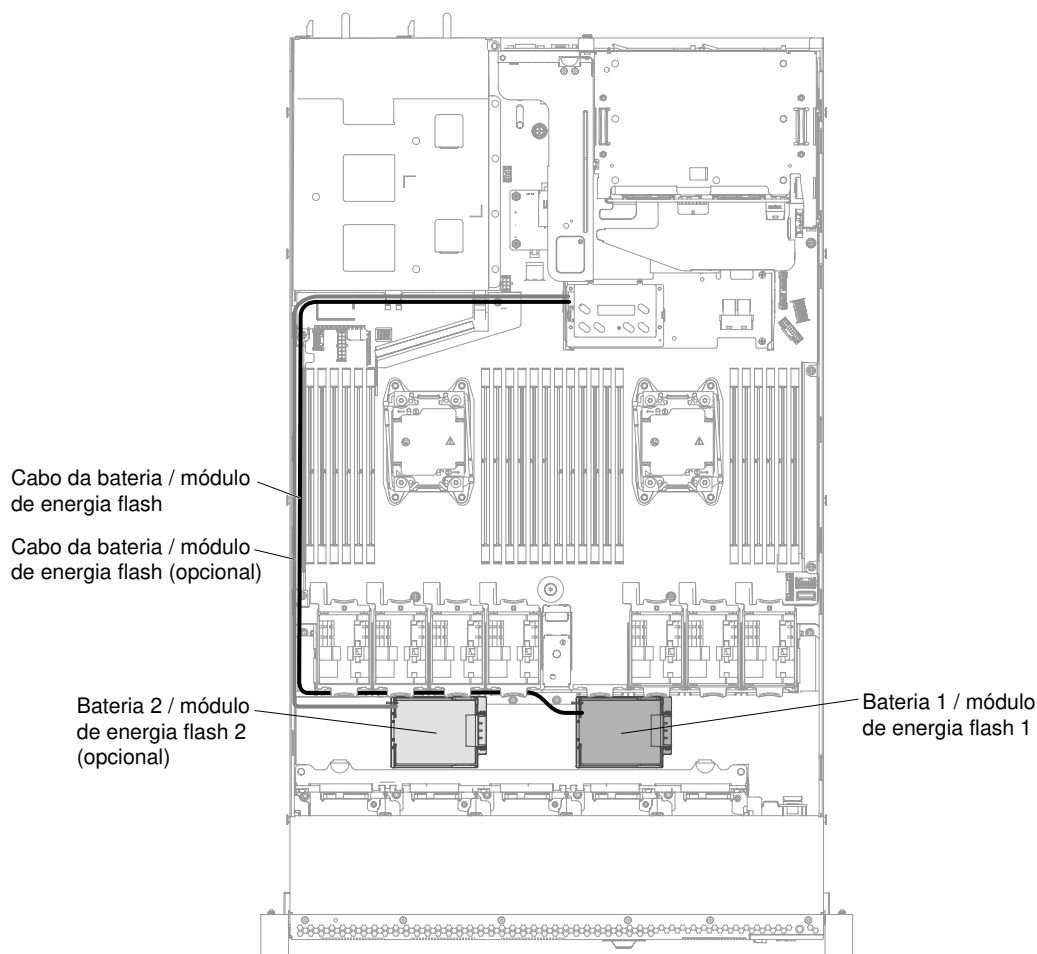 Cabo da bateria / módulo
de energia flash
Cabo da bateria / módulo
de energia flash (opcional)
Bateria 2 / módulo
de energia flash 2
(opcional)
Bateria 1 / módulo
de energia flash 1